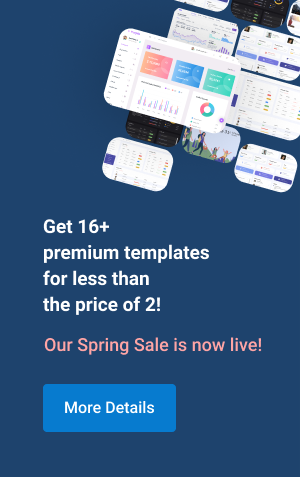 Get 16+
premium templates
for less than
the price of 2!
Our Spring Sale is now live!
More Details